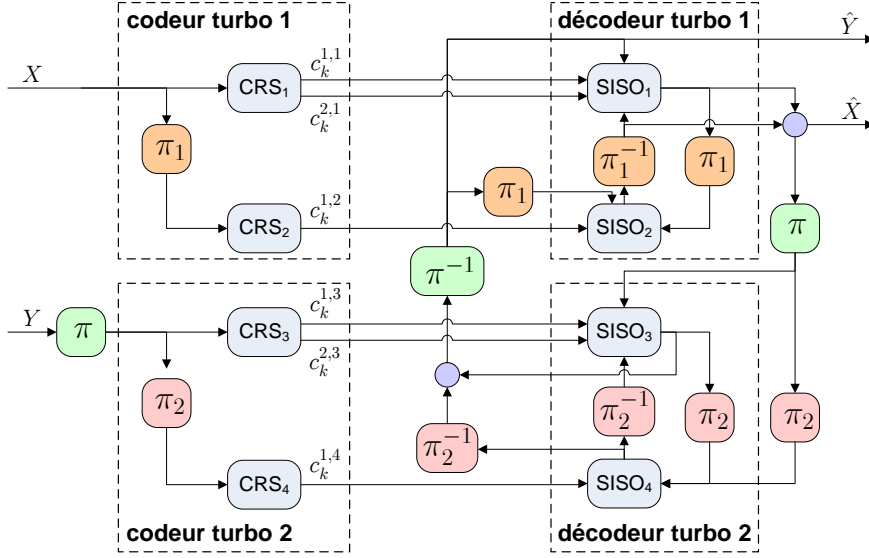 codeur turbo 1
décodeur turbo 1
Ŷ
X
CRS₁
c_k^{1,1}
c_k^{2,1}
SISO₁
X̂
π₁
π₁⁻¹
π₁
π₁
CRS₂
c_k^{1,2}
SISO₂
π
π⁻¹
Y
π
CRS₃
c_k^{1,3}
c_k^{2,3}
SISO₃
π₂
π₂⁻¹
π₂
π₂
π₂⁻¹
CRS₄
c_k^{1,4}
SISO₄
codeur turbo 2
décodeur turbo 2